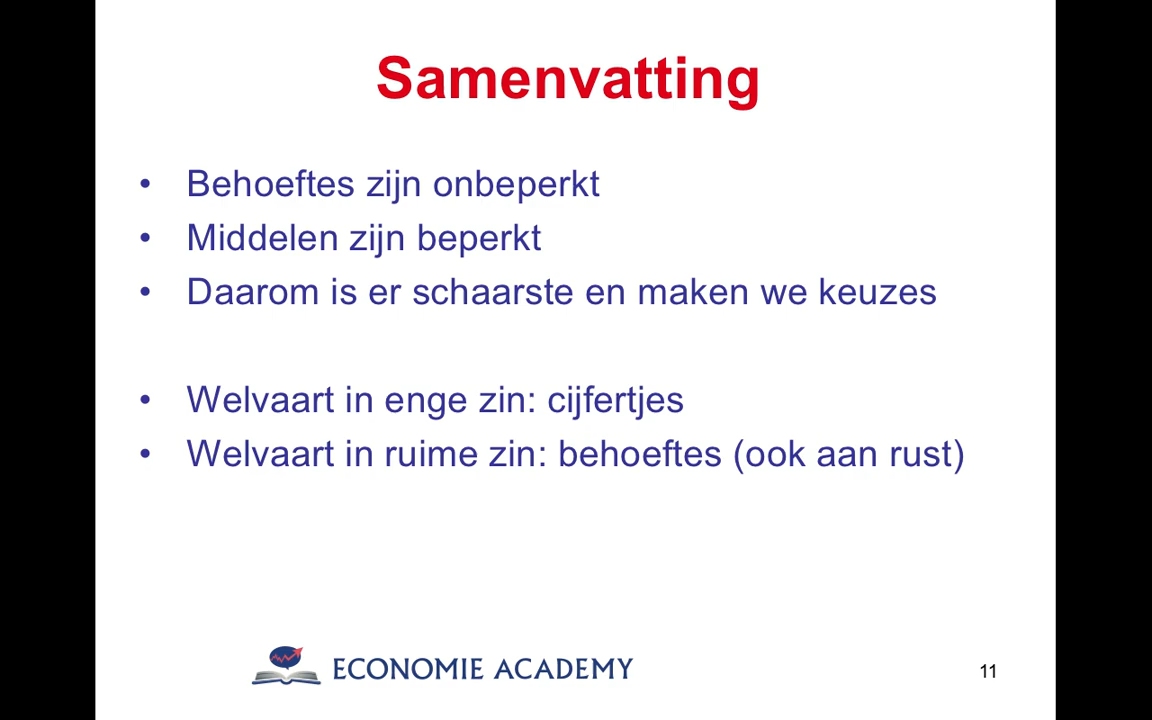 Samenvatting
• Behoeftes zijn onbeperkt
• Middelen zijn beperkt
• Daarom is er schaarste en maken we keuzes
• Welvaart in enge zin: cijfertjes
• Welvaart in ruime zin: behoeftes (ook aan rust)
ECONOMIE ACADEMY
11